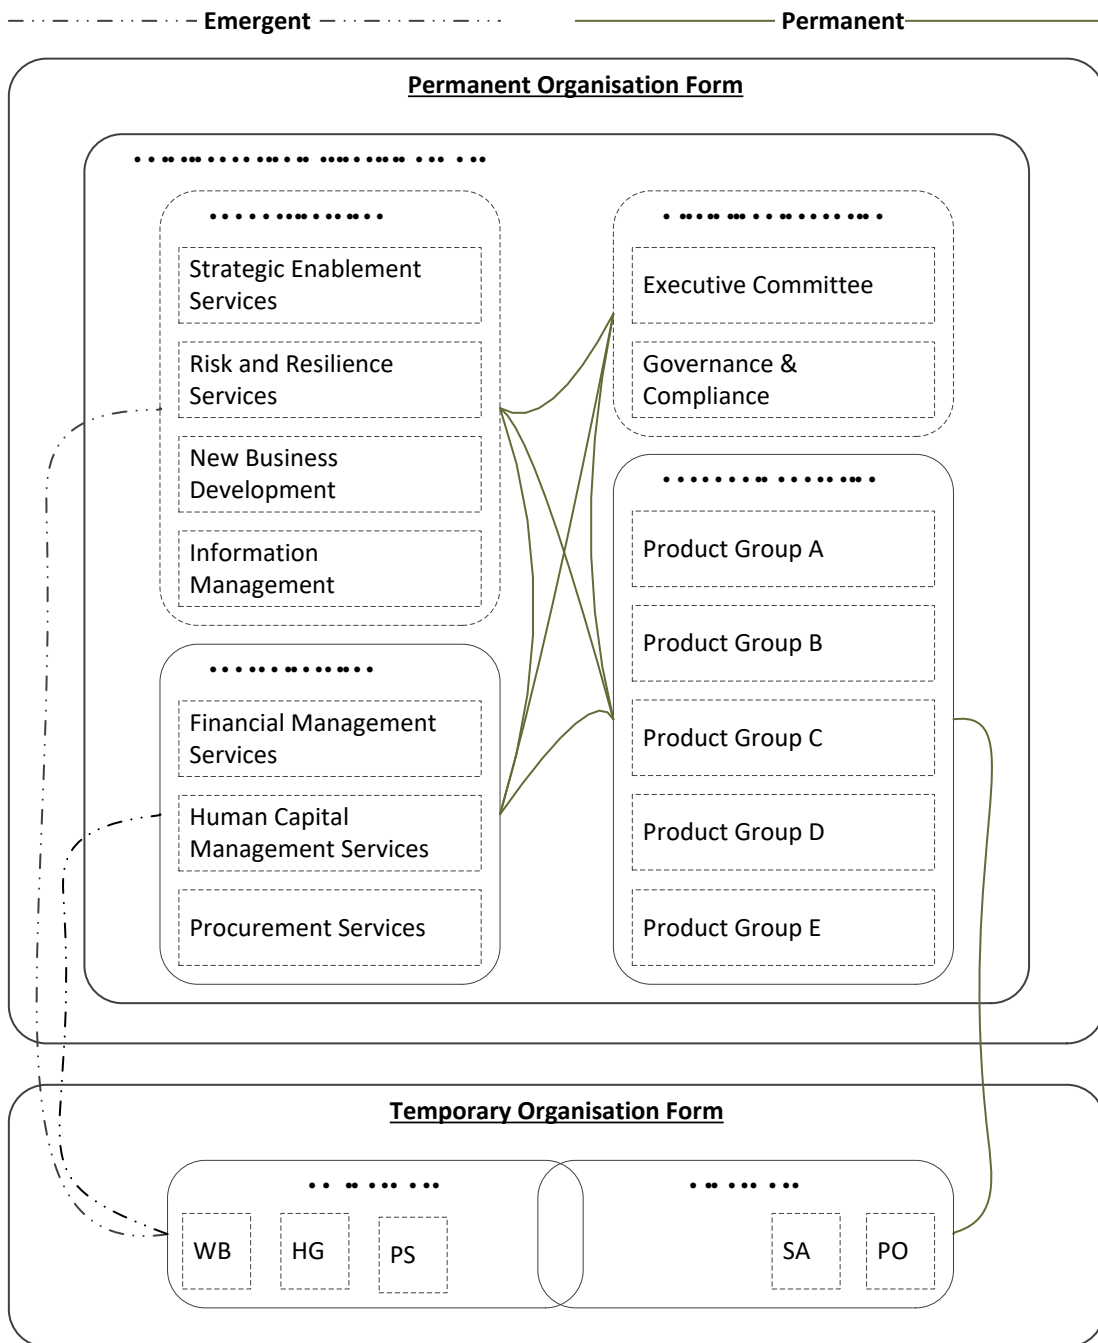 Emergent
Permanent
Permanent Organisation Form
Strategic Enablement
Services
Risk and Resilience
Services
New Business
Development
Information
Management
Financial Management
Services
Human Capital
Management Services
Procurement Services
Executive Committee
Governance &
Compliance
Product Group A
Product Group B
Product Group C
Product Group D
Product Group E
Temporary Organisation Form
WB
HG
PS
SA
PO